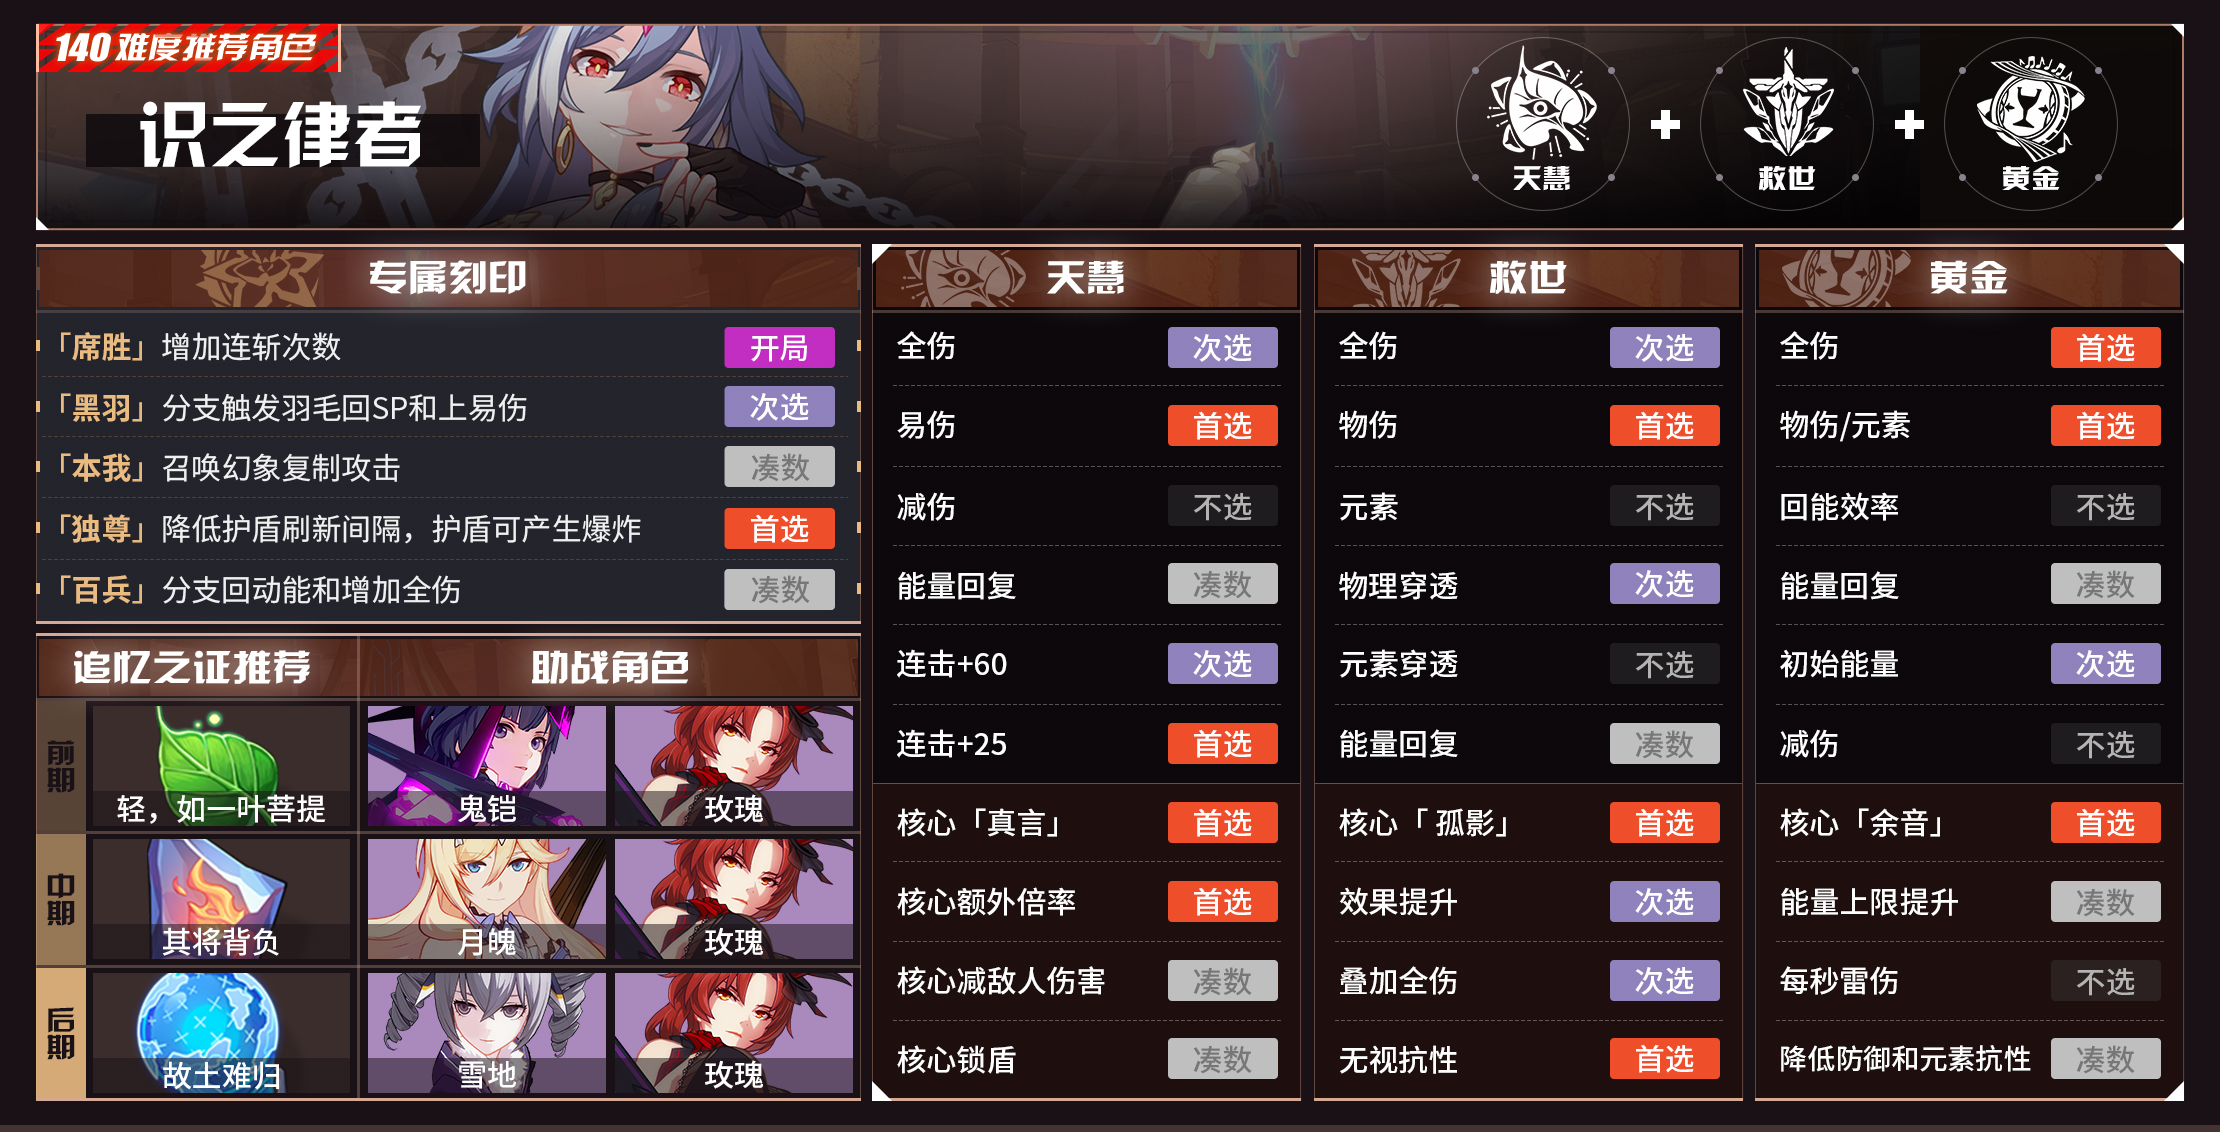 140难度推荐角色
识之律者
天慧 + 救世 + 黄金
专属刻印
「席胜」增加连斩次数 开局
「黑羽」分支触发羽毛回SP和上易伤 次选
「本我」召唤幻象复制攻击 凑数
「独尊」降低护盾刷新间隔，护盾可产生爆炸 首选
「百兵」分支回动能和增加全伤 凑数
追忆之证推荐 助战角色
前期
轻，如一叶菩提 鬼铠 玫瑰
中期
其将背负 月魄 玫瑰
后期
故土难归 雪地 玫瑰
天慧
全伤 次选
易伤 首选
减伤 不选
能量回复 凑数
连击+60 次选
连击+25 首选
核心「真言」 首选
核心额外倍率 首选
核心减敌人伤害 凑数
核心锁盾 凑数
救世
全伤 次选
物伤 首选
元素 不选
物理穿透 次选
元素穿透 不选
能量回复 凑数
核心「孤影」 首选
效果提升 次选
叠加全伤 次选
无视抗性 首选
黄金
全伤 首选
物伤/元素 首选
回能效率 不选
能量回复 凑数
初始能量 次选
减伤 不选
核心「余音」 首选
能量上限提升 凑数
每秒雷伤 不选
降低防御和元素抗性 凑数